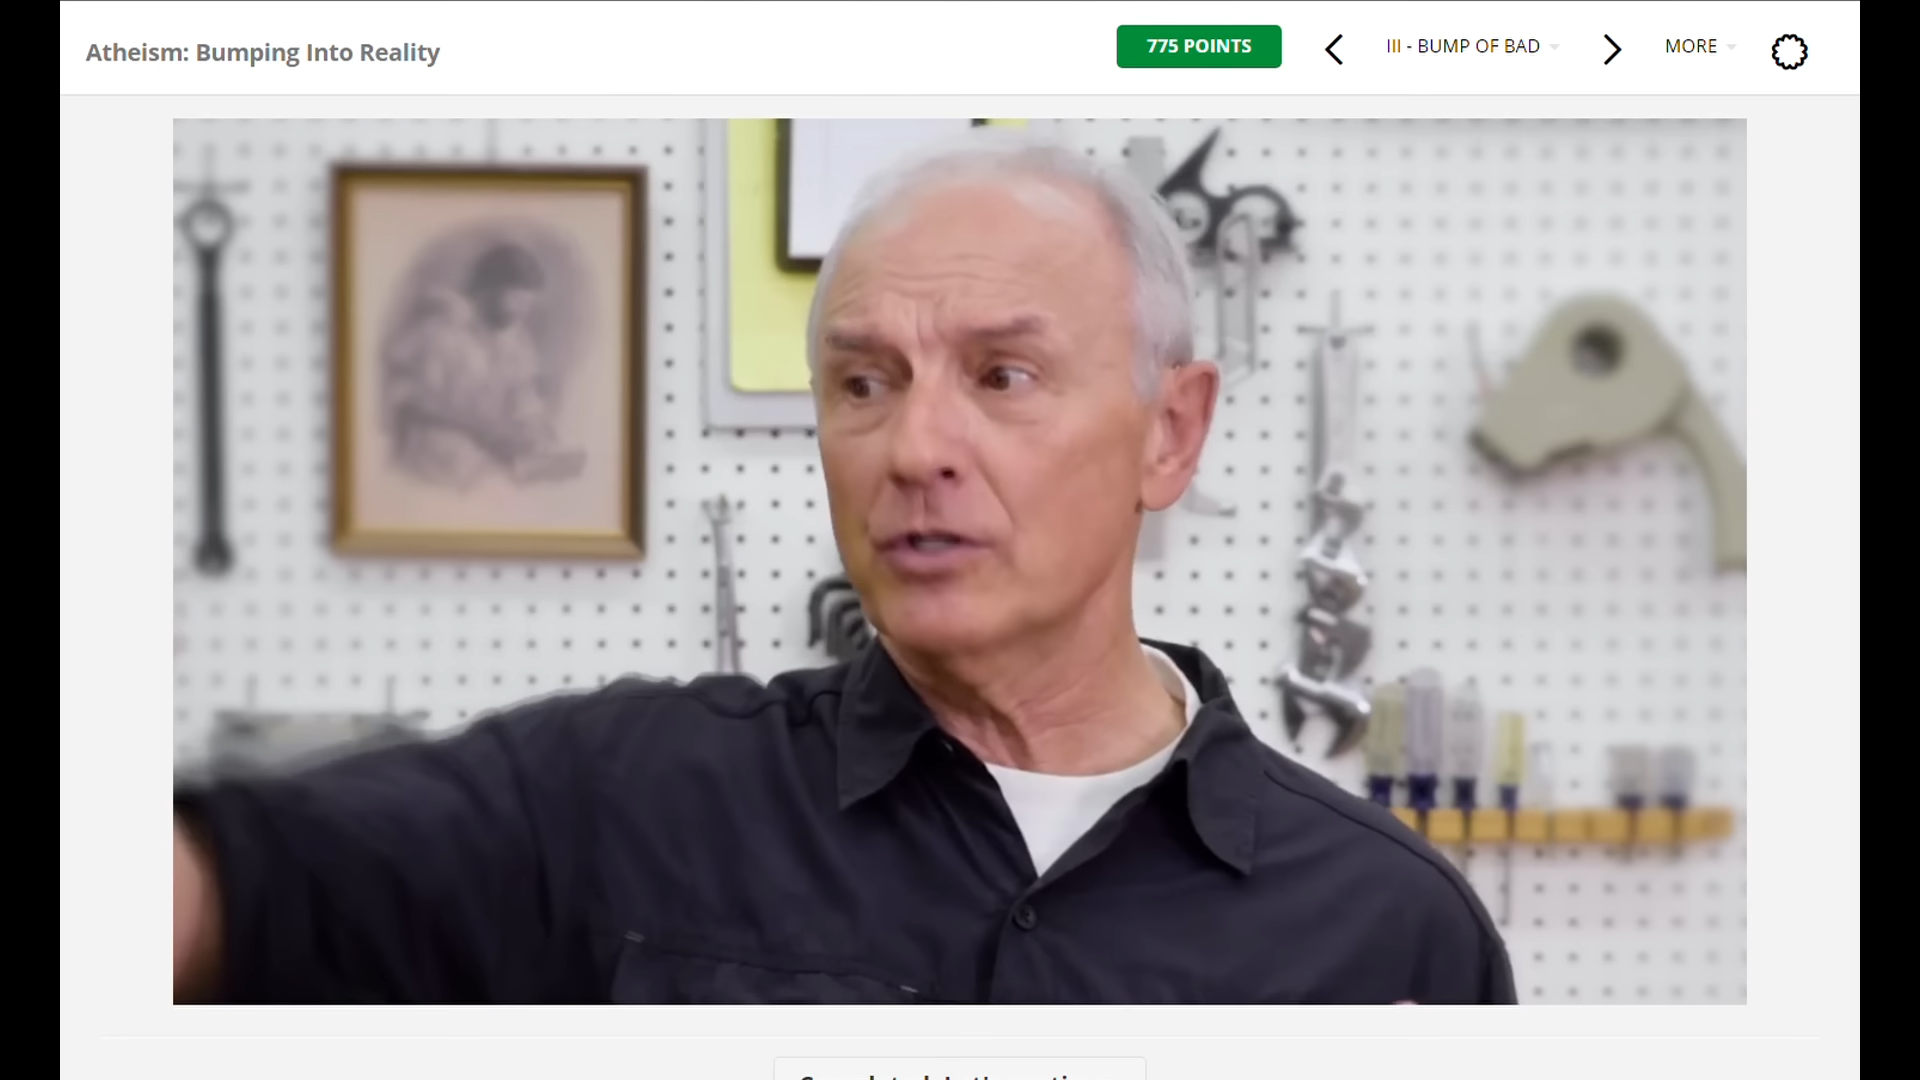 Atheism: Bumping Into Reality
775 POINTS
III - BUMP OF BAD
MORE